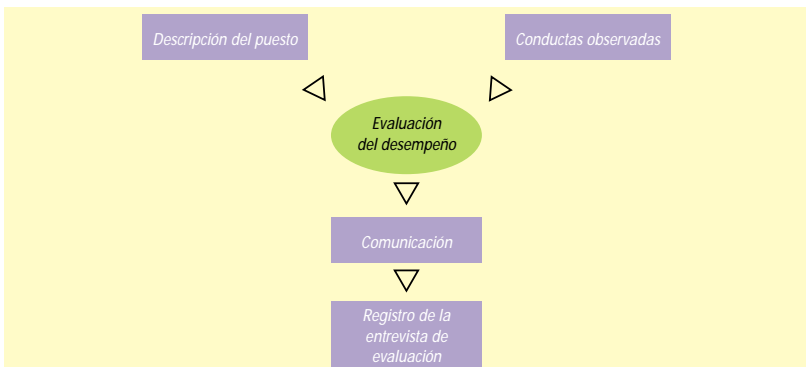 Descripción del puesto
Conductas observadas
Evaluación
del desempeño
Comunicación
Registro de la
entrevista de
evaluación